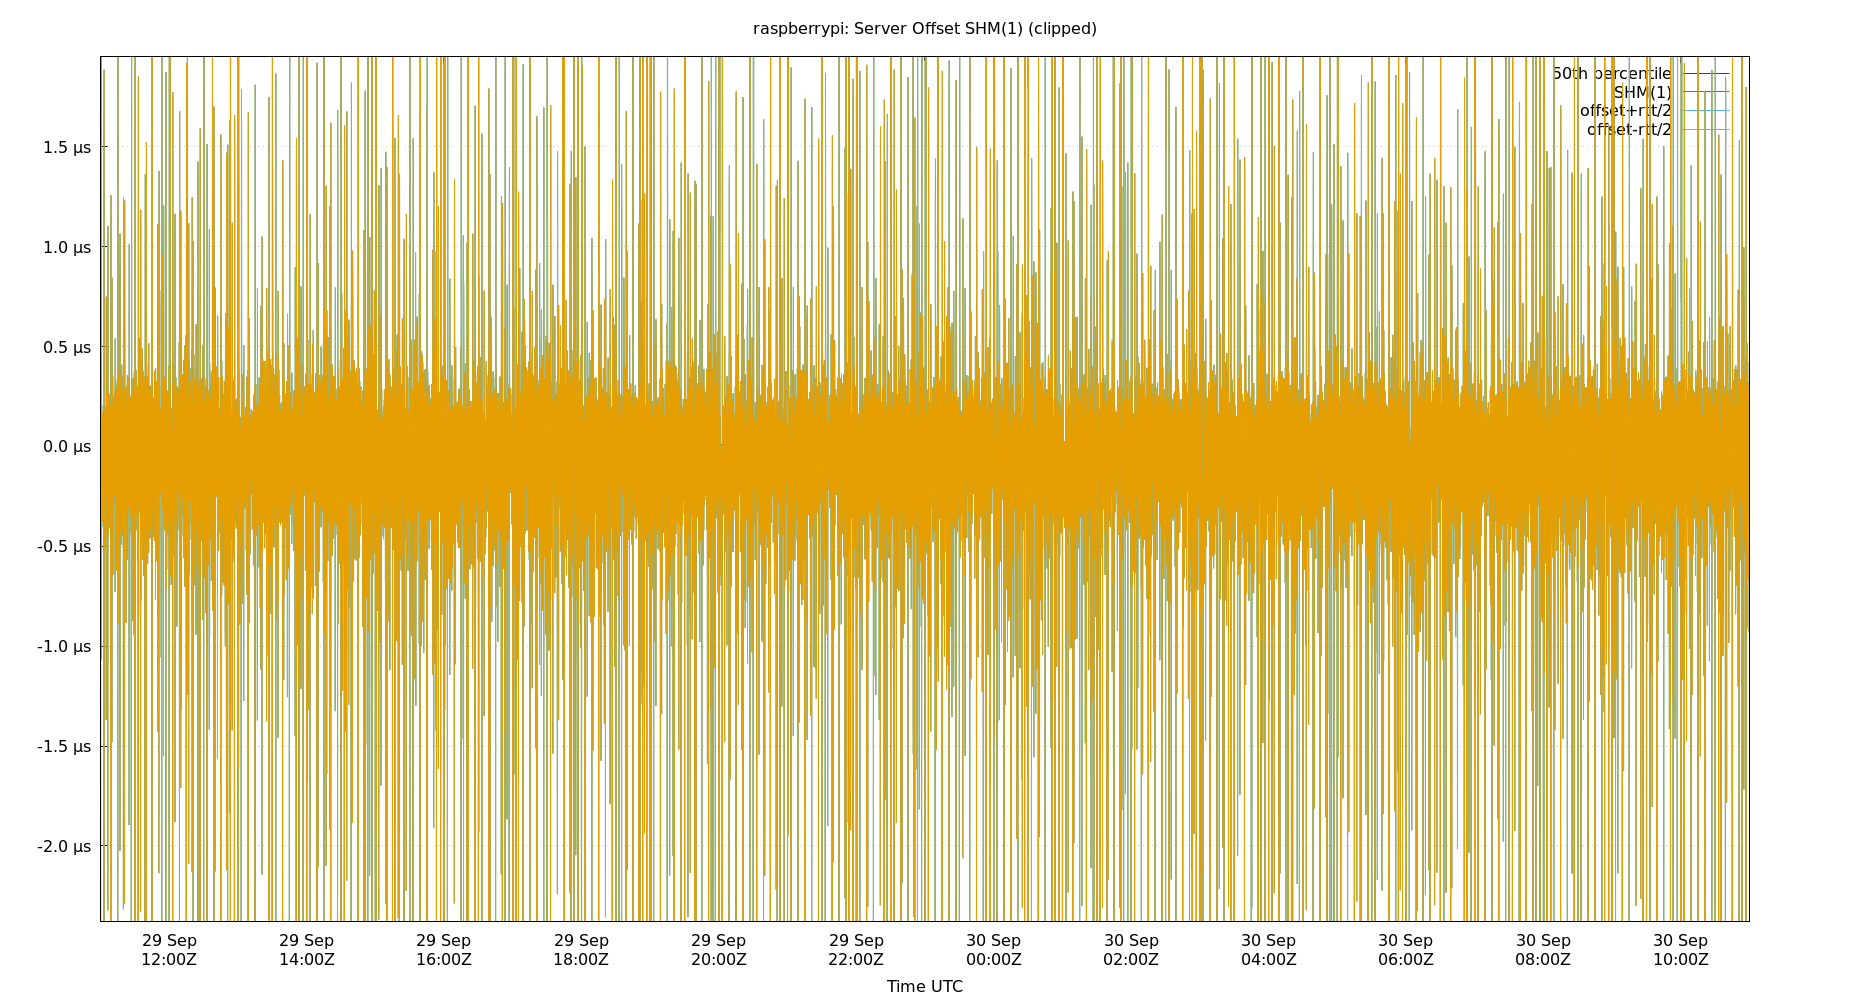 raspberrypi: Server Offset SHM(1) (clipped)
50th percentile
SHM(1)
offset+rtt/2
offset-rtt/2
1.5 µs
1.0 µs
0.5 µs
0.0 µs
-0.5 µs
-1.0 µs
-1.5 µs
-2.0 µs
29 Sep 29 Sep 29 Sep 29 Sep 29 Sep 29 Sep 30 Sep 30 Sep 30 Sep 30 Sep 30 Sep 30 Sep
12:00Z 14:00Z 16:00Z 18:00Z 20:00Z 22:00Z 00:00Z 02:00Z 04:00Z 06:00Z 08:00Z 10:00Z
Time UTC